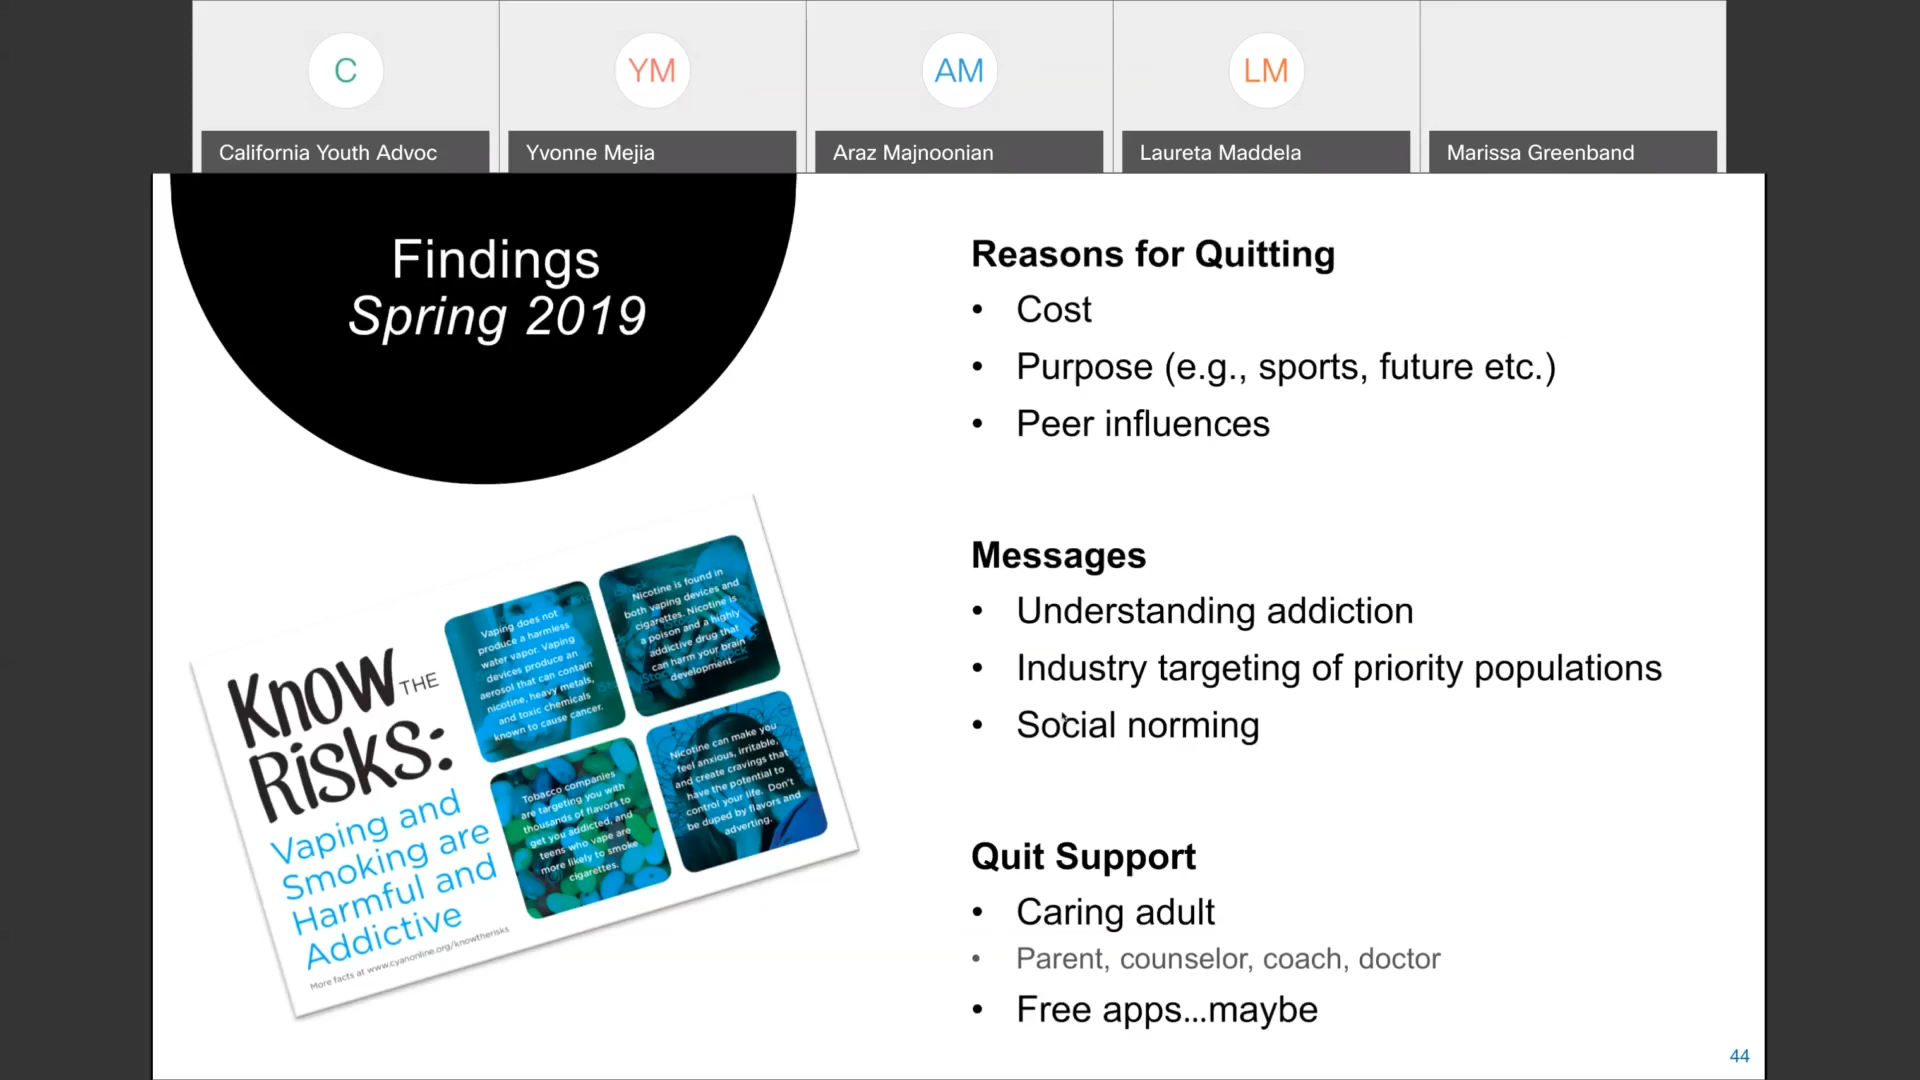 C
YM
AM
LM
California Youth Advoc
Yvonne Mejia
Araz Majnoonian
Laureta Maddela
Marissa Greenband
Findings
Spring 2019
Know THE
Risks:
Vaping and
Smoking are
Harmful and
Addictive
More facts at www.cyanonline.org/knowtherisks
Vaping does not
produce a harmless
water vapor. Vaping
devices produce an
aerosol that can contain
nicotine, heavy metals,
and toxic chemicals
known to cause cancer.
Nicotine is found in
both vaping devices and
cigarettes. Nicotine is
a poison and a highly
addictive drug that
can harm your brain
development.
Tobacco companies
are targeting you with
thousands of flavors to
get you addicted, and
teens who vape are
more likely to smoke
cigarettes.
Nicotine can make you
feel anxious, irritable,
and create cravings that
have the potential to
control your life. Don't
be duped by flavors and
adverting.
Reasons for Quitting
• Cost
• Purpose (e.g., sports, future etc.)
• Peer influences
Messages
• Understanding addiction
• Industry targeting of priority populations
• Social norming
Quit Support
• Caring adult
• Parent, counselor, coach, doctor
• Free apps...maybe
44